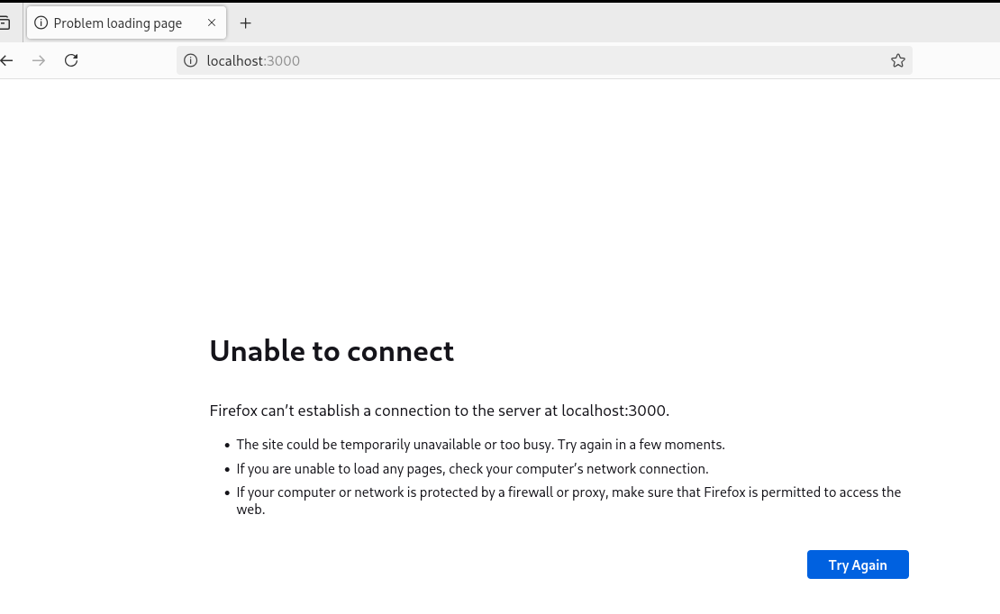 Problem loading page
localhost:3000
Unable to connect
Firefox can’t establish a connection to the server at localhost:3000.
• The site could be temporarily unavailable or too busy. Try again in a few moments.
• If you are unable to load any pages, check your computer’s network connection.
• If your computer or network is protected by a firewall or proxy, make sure that Firefox is permitted to access the
web.
Try Again